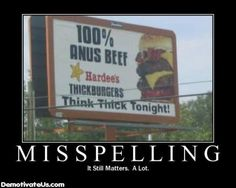 100%
ANUS BEEF
Hardee's
THICKBURGERS
Think Thick Tonight!
MISSPELLING
It Still Matters. A Lot.
DemotivateUs.com